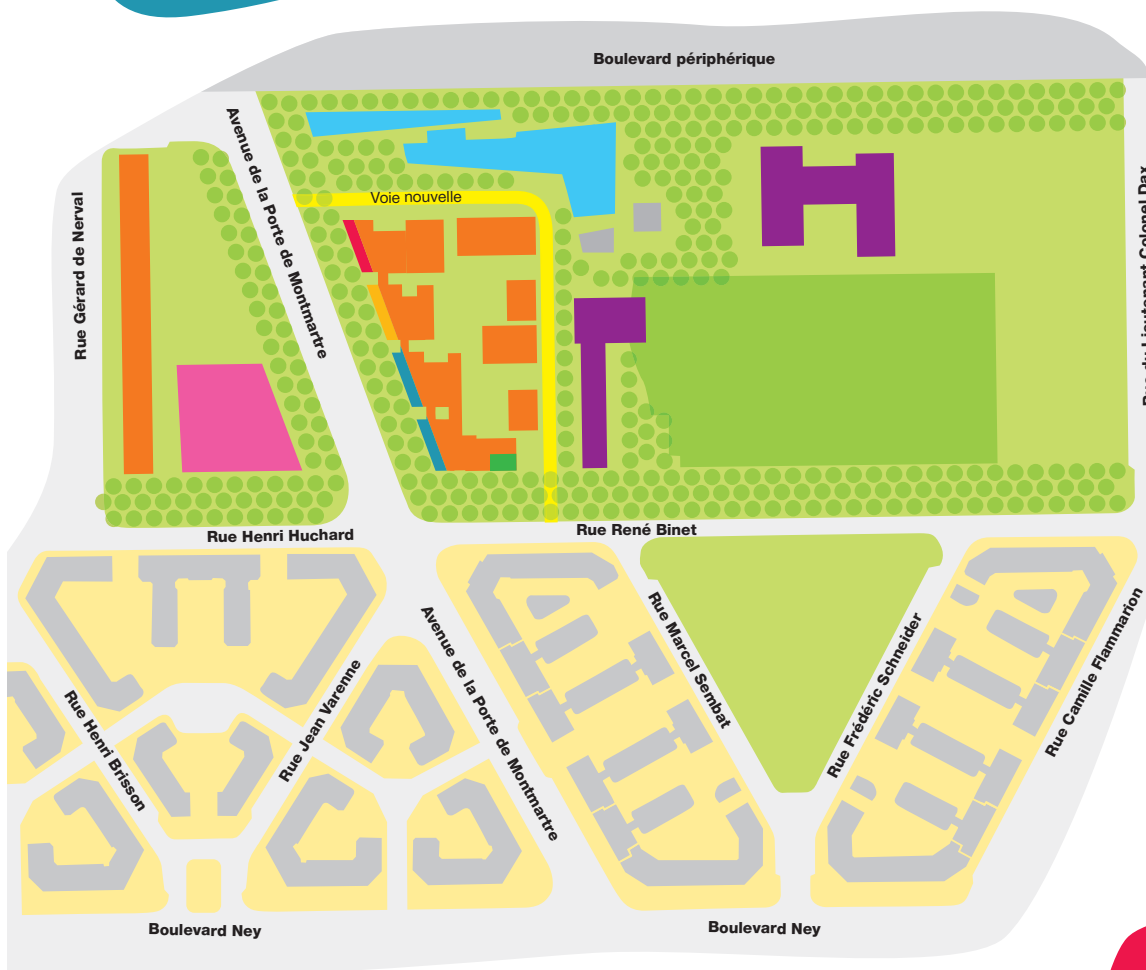 Boulevard périphérique
Avenue de la Porte de Montmartre
Voie nouvelle
Rue Gérard de Nerval
Rue du Lieutenant Colonel Dax
Rue Henri Huchard
Rue René Binet
Rue Marcel Sembat
Rue Frédéric Schneider
Rue Camille Flammarion
Avenue de la Porte de Montmartre
Rue Jean Varenne
Rue Henri Brisson
Boulevard Ney
Boulevard Ney